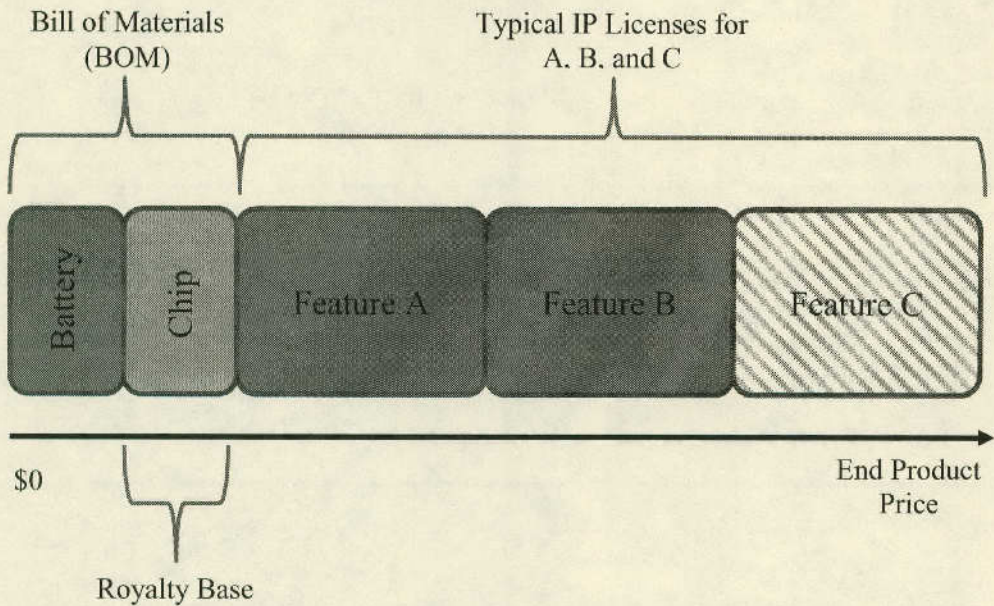 Bill of Materials
(BOM)
Typical IP Licenses for
A, B, and C
Battery
Chip
Feature A
Feature B
Feature C
$0
End Product
Price
Royalty Base